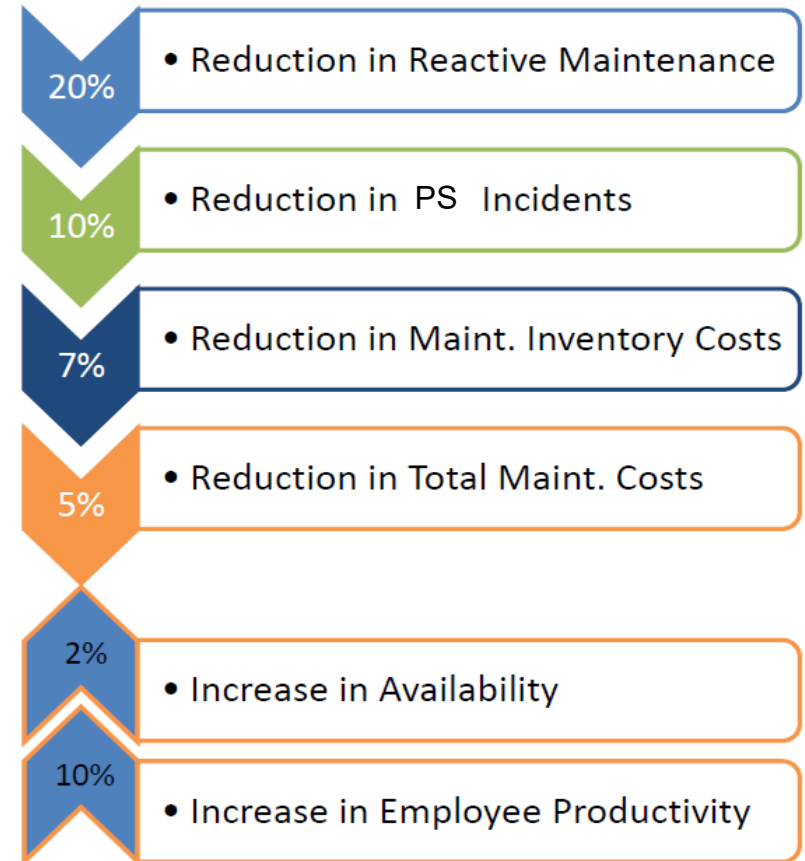 20%
• Reduction in Reactive Maintenance
10%
• Reduction in PS Incidents
7%
• Reduction in Maint. Inventory Costs
5%
• Reduction in Total Maint. Costs
2%
• Increase in Availability
10%
• Increase in Employee Productivity